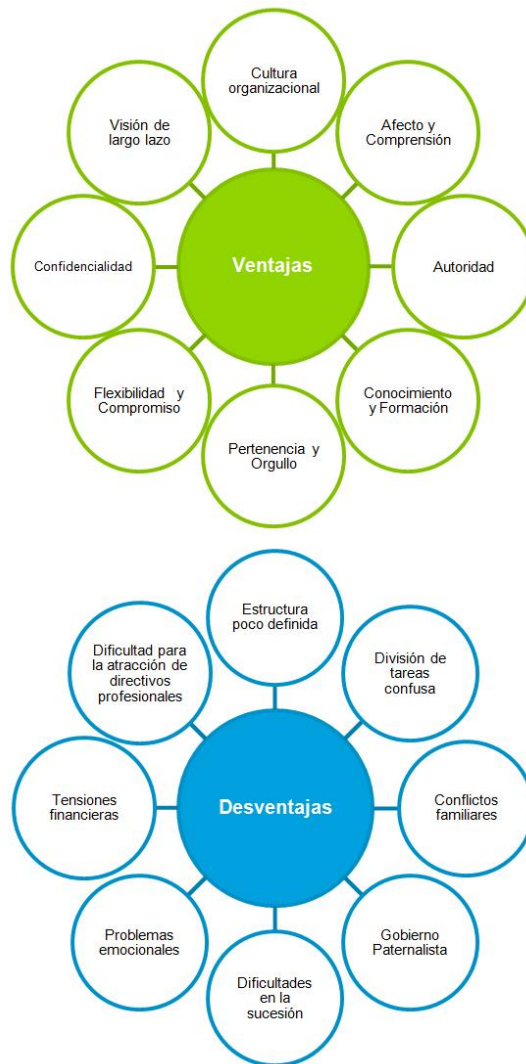 Cultura
organizacional
Afecto y
Comprensión
Autoridad
Conocimiento
y Formación
Pertenencia y
Orgullo
Flexibilidad y
Compromiso
Confidencialidad
Visión de
largo lazo
Ventajas
Estructura
poco definida
División de
tareas
confusa
Conflictos
familiares
Gobierno
Paternalista
Dificultades
en la
sucesión
Problemas
emocionales
Tensiones
financieras
Dificultad para
la atracción de
directivos
profesionales
Desventajas